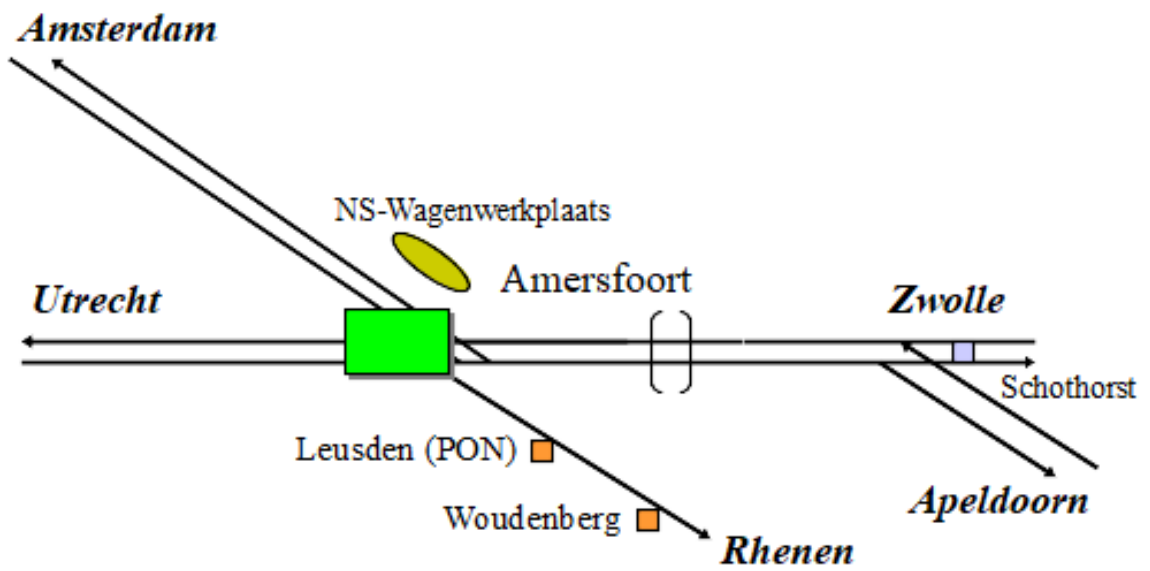 Amsterdam
NS-Wagenwerkplaats
Amersfoort
Utrecht
Zwolle
Schothorst
Leusden (PON)
Apeldoorn
Woudenberg
Rhenen